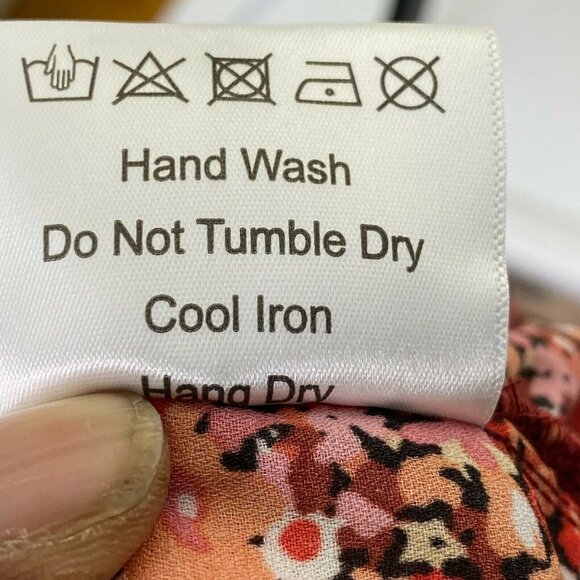 Hand Wash
Do Not Tumble Dry
Cool Iron
Hang Dry